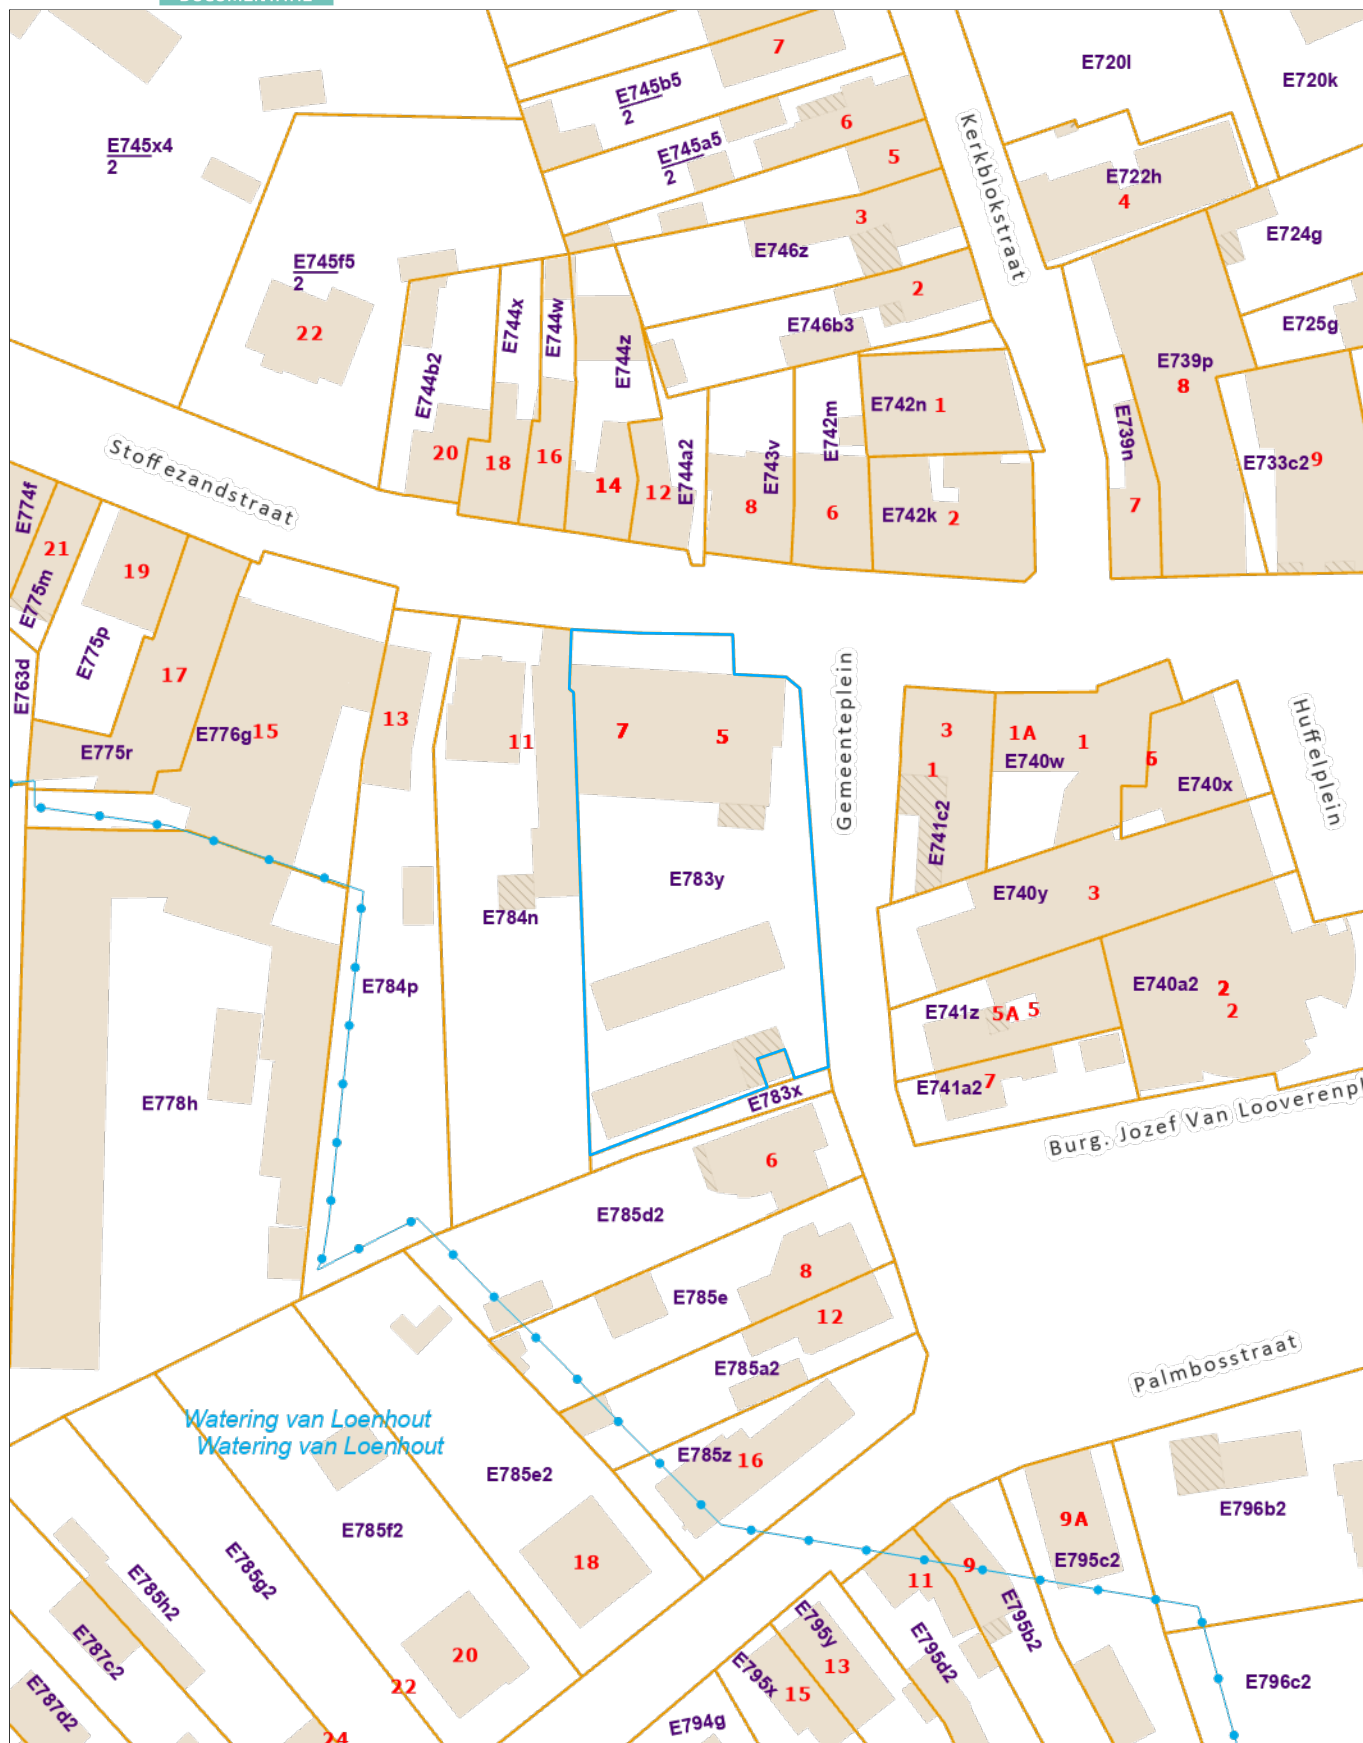 7
E720l
E720k
E745b5
2
6
E745x4
2
E745a5
2
5
Kerkblokstraat
E722h
4
3
E746z
E724g
E745f5
2
22
2
E746b3
E725g
E744x
E744w
E744z
E744b2
E739p
8
E742n 1
E742m
E739n
E744a2
E743v
20
18
16
14
12
8
6
E742k 2
7
E733c2 9
Stoffezandstraat
E774f
21
E775m
19
E775p
17
E763d
E775r
E776g 15
13
11
7
5
Gemeenteplein
3
1
1A
1
E740w
6
E740x
Huffelplein
E741c2
E783y
E784n
E740y
3
E784p
E740a2
2
2
E741z
5A
5
E778h
E783x
E741a2
7
Burg. Jozef Van Looverenpl
6
E785d2
8
E785e
12
E785a2
Palmbosstraat
Watering van Loenhout
Watering van Loenhout
E785z 16
E785e2
E785f2
18
E796b2
9A
E795c2
9
11
E795b2
E785g2
E785h2
E787c2
E787d2
20
22
24
E795y
13
E795x
15
E795d2
E794g
E796c2